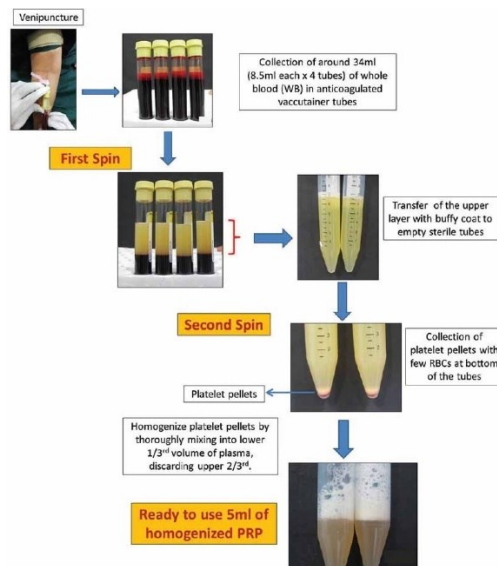 Venipuncture
Collection of around 34ml
(8.5ml each x 4 tubes) of whole
blood (WB) in anticoagulated
vaccutainer tubes
First Spin
Transfer of the upper
layer with buffy coat to
empty sterile tubes
Second Spin
Collection of
platelet pellets with
few RBCs at bottom
of the tubes
Platelet pellets
Homogenize platelet pellets by
thoroughly mixing into lower
1/3rd volume of plasma,
discarding upper 2/3rd.
Ready to use 5ml of
homogenized PRP